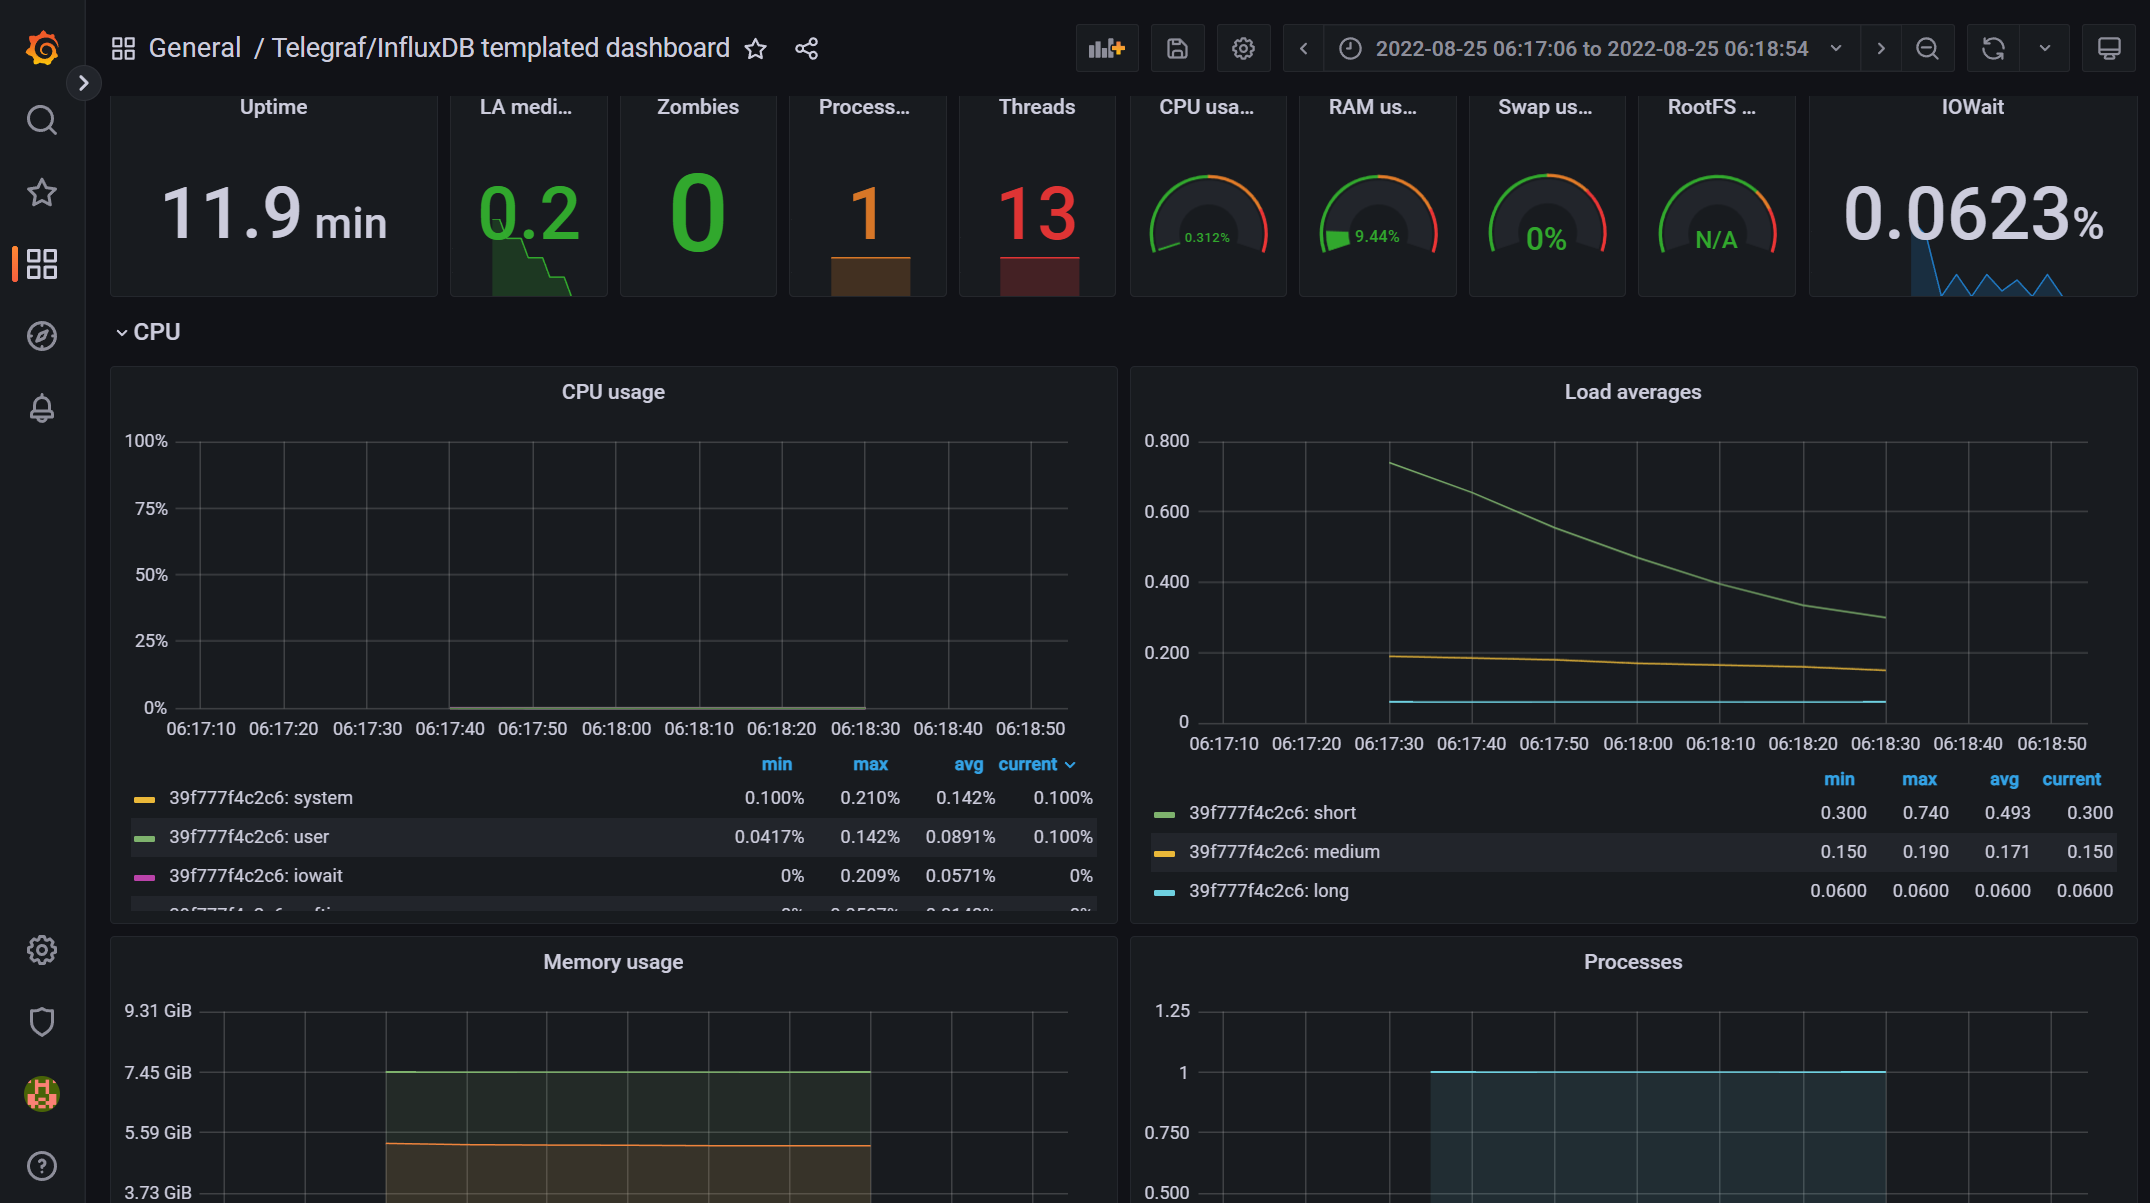 General / Telegraf/InfluxDB templated dashboard
2022-08-25 06:17:06 to 2022-08-25 06:18:54
Uptime
11.9 min
LA medi...
0.2
Zombies
0
Process...
1
Threads
13
CPU usa...
0.312%
RAM us...
9.44%
Swap us...
0%
RootFS ...
N/A
IOWait
0.0623%
CPU
CPU usage
100%
75%
50%
25%
0%
06:17:10 06:17:20 06:17:30 06:17:40 06:17:50 06:18:00 06:18:10 06:18:20 06:18:30 06:18:40 06:18:50
min max avg current
39f777f4c2c6: system 0.100% 0.210% 0.142% 0.100%
39f777f4c2c6: user 0.0417% 0.142% 0.0891% 0.100%
39f777f4c2c6: iowait 0% 0.209% 0.0571% 0%
Load averages
0.800
0.600
0.400
0.200
0
06:17:10 06:17:20 06:17:30 06:17:40 06:17:50 06:18:00 06:18:10 06:18:20 06:18:30 06:18:40 06:18:50
min max avg current
39f777f4c2c6: short 0.300 0.740 0.493 0.300
39f777f4c2c6: medium 0.150 0.190 0.171 0.150
39f777f4c2c6: long 0.0600 0.0600 0.0600 0.0600
Memory usage
9.31 GiB
7.45 GiB
5.59 GiB
3.73 GiB
Processes
1.25
1
0.750
0.500